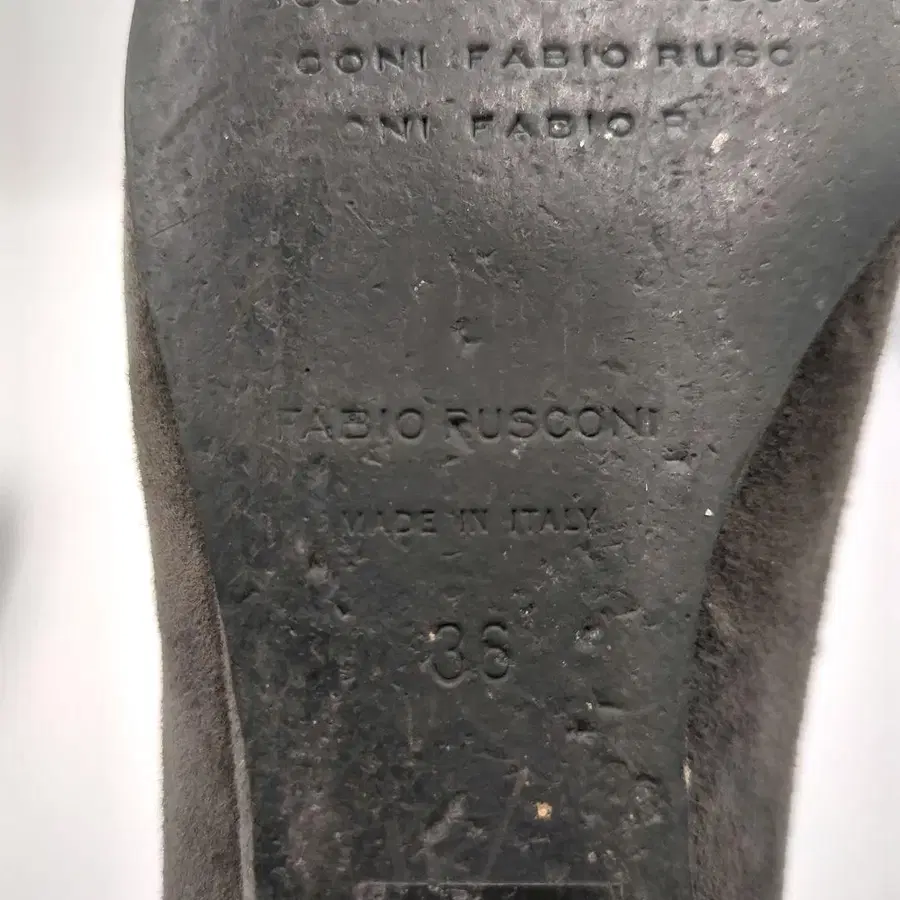 CONI FABIO RUSC
ONI FABIO R
FABIO RUSCONI
MADE IN ITALY
36